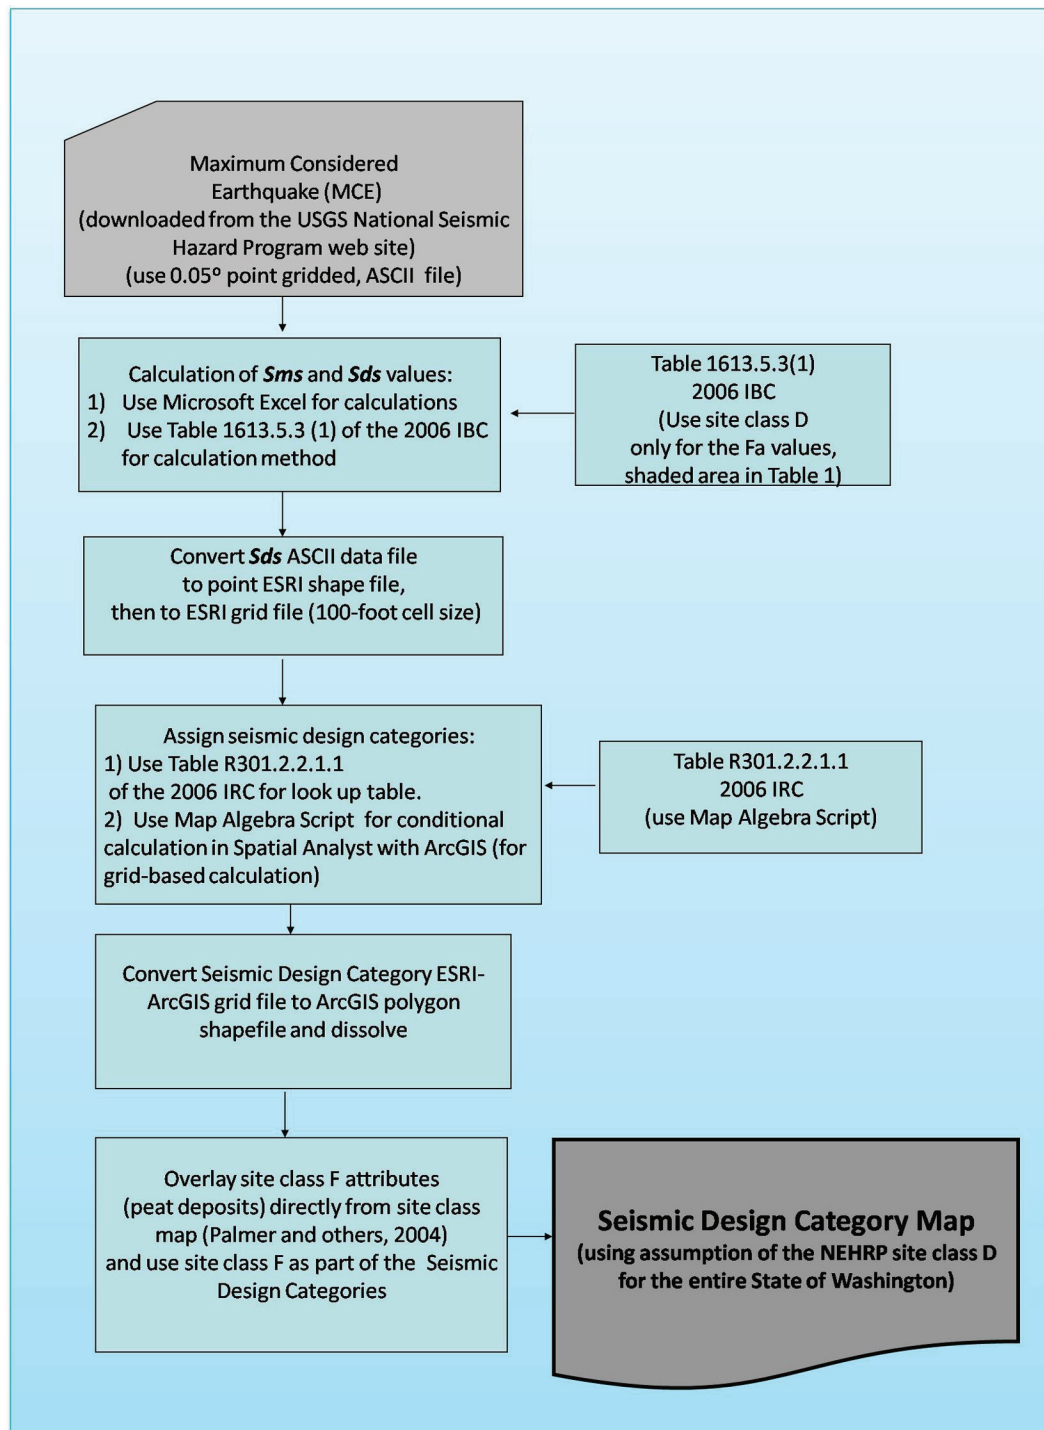 Maximum Considered
Earthquake (MCE)
(downloaded from the USGS National Seismic
Hazard Program web site)
(use 0.05º point gridded, ASCII file)
Calculation of Sms and Sds values:
1) Use Microsoft Excel for calculations
2) Use Table 1613.5.3 (1) of the 2006 IBC
for calculation method
Table 1613.5.3(1)
2006 IBC
(Use site class D
only for the Fa values,
shaded area in Table 1)
Convert Sds ASCII data file
to point ESRI shape file,
then to ESRI grid file (100-foot cell size)
Assign seismic design categories:
1) Use Table R301.2.2.1.1
of the 2006 IRC for look up table.
2) Use Map Algebra Script for conditional
calculation in Spatial Analyst with ArcGIS (for
grid-based calculation)
Table R301.2.2.1.1
2006 IRC
(use Map Algebra Script)
Convert Seismic Design Category ESRI-
ArcGIS grid file to ArcGIS polygon
shapefile and dissolve
Overlay site class F attributes
(peat deposits) directly from site class
map (Palmer and others, 2004)
and use site class F as part of the Seismic
Design Categories
Seismic Design Category Map
(using assumption of the NEHRP site class D
for the entire State of Washington)